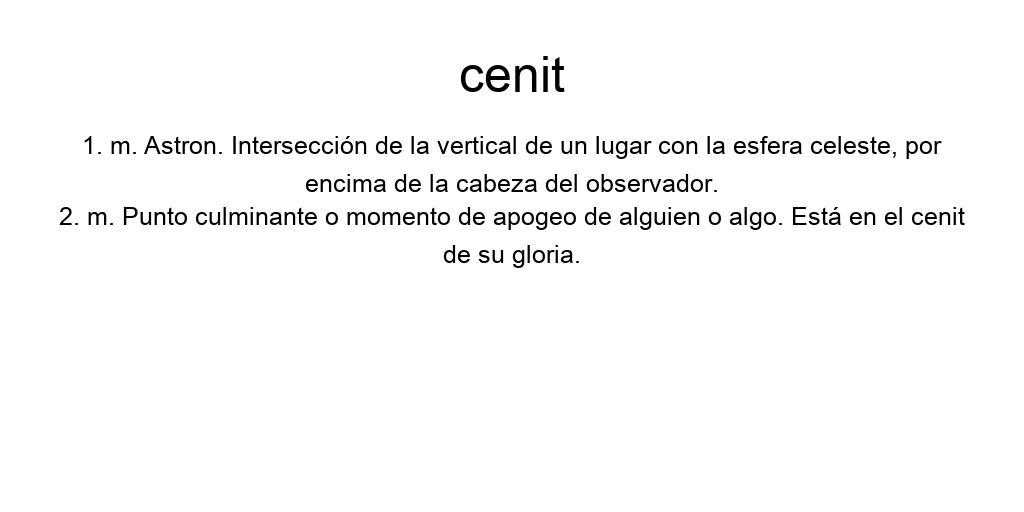 cenit
1. m. Astron. Intersección de la vertical de un lugar con la esfera celeste, por
encima de la cabeza del observador.
2. m. Punto culminante o momento de apogeo de alguien o algo. Está en el cenit
de su gloria.